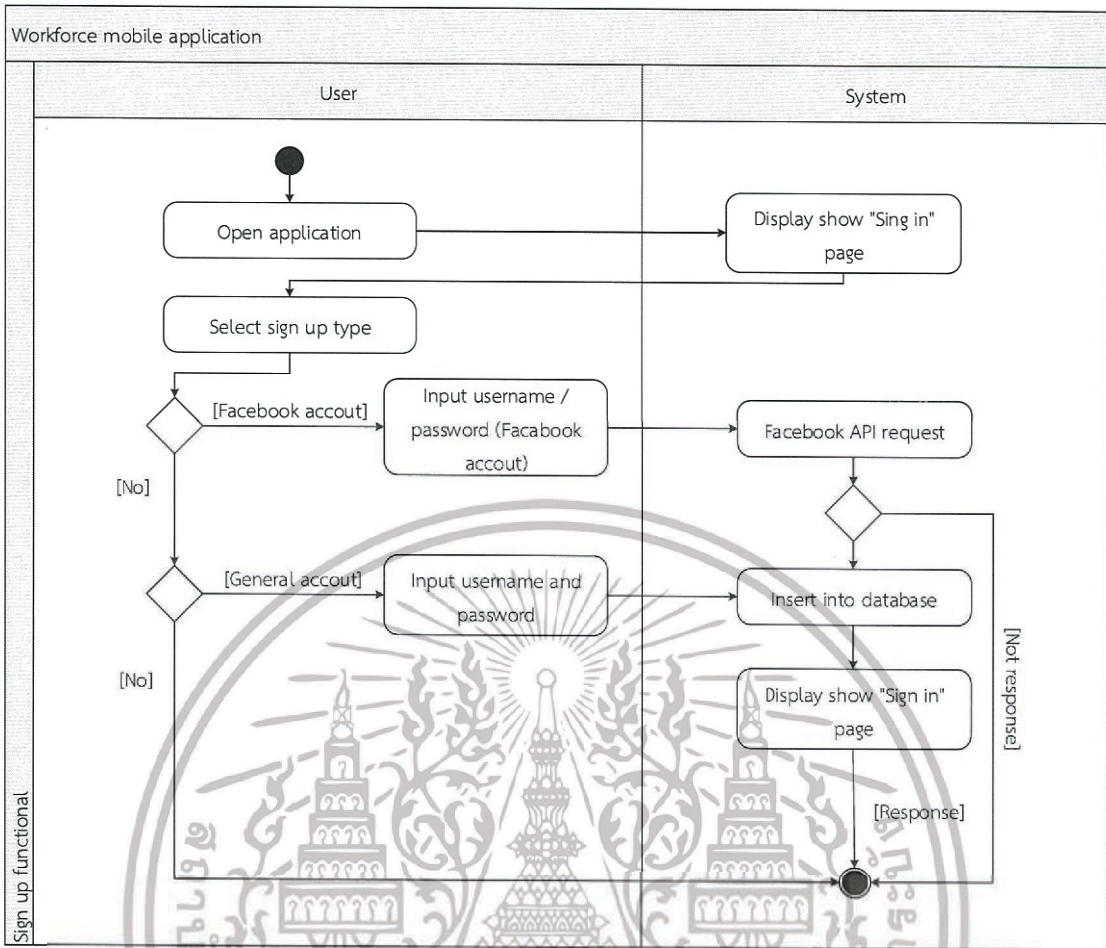 Workforce mobile application
User
System
Open application
Display show "Sing in"
page
Select sign up type
[Facebook accout]
Input username /
password (Facabook
accout)
Facebook API request
[No]
[General accout]
Input username and
password
Insert into database
[No]
[Not response]
Display show "Sign in"
page
[Response]
Sign up functional